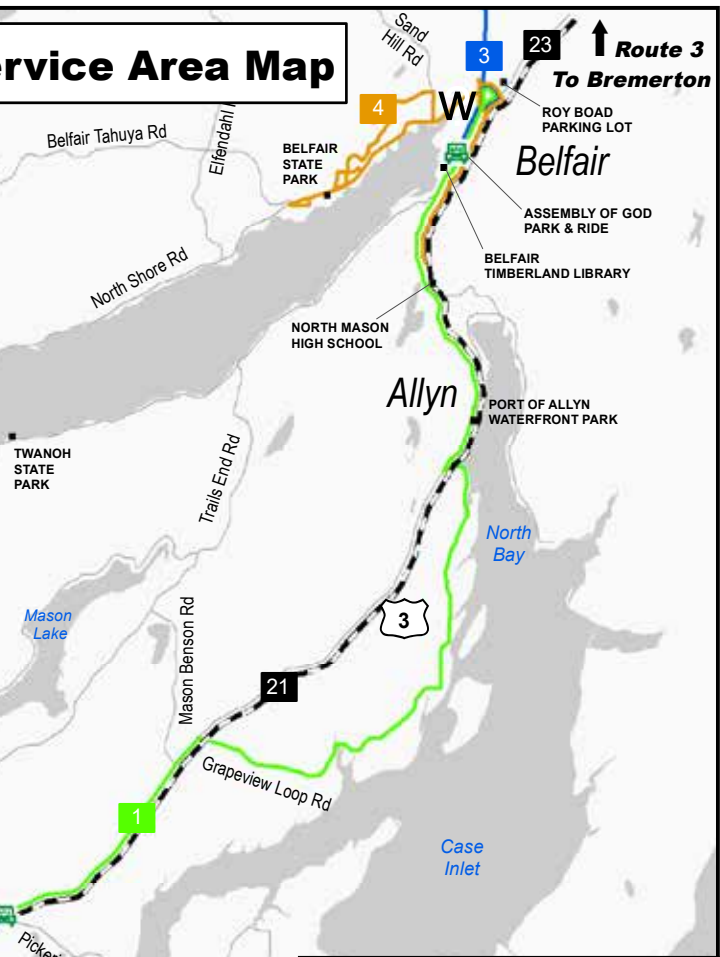 ervice Area Map
Sand
Hill Rd
3
23
Route 3
To Bremerton
4
W
ROY BOAD
PARKING LOT
Belfair Tahuya Rd
Elfendahl
BELFAIR
STATE
PARK
Belfair
ASSEMBLY OF GOD
PARK & RIDE
BELFAIR
TIMBERLAND LIBRARY
North Shore Rd
NORTH MASON
HIGH SCHOOL
Allyn
PORT OF ALLYN
WATERFRONT PARK
TWANOH
STATE
PARK
Trails End Rd
North
Bay
Mason
Lake
Mason Benson Rd
3
21
Grapeview Loop Rd
1
Case
Inlet
Pickeri